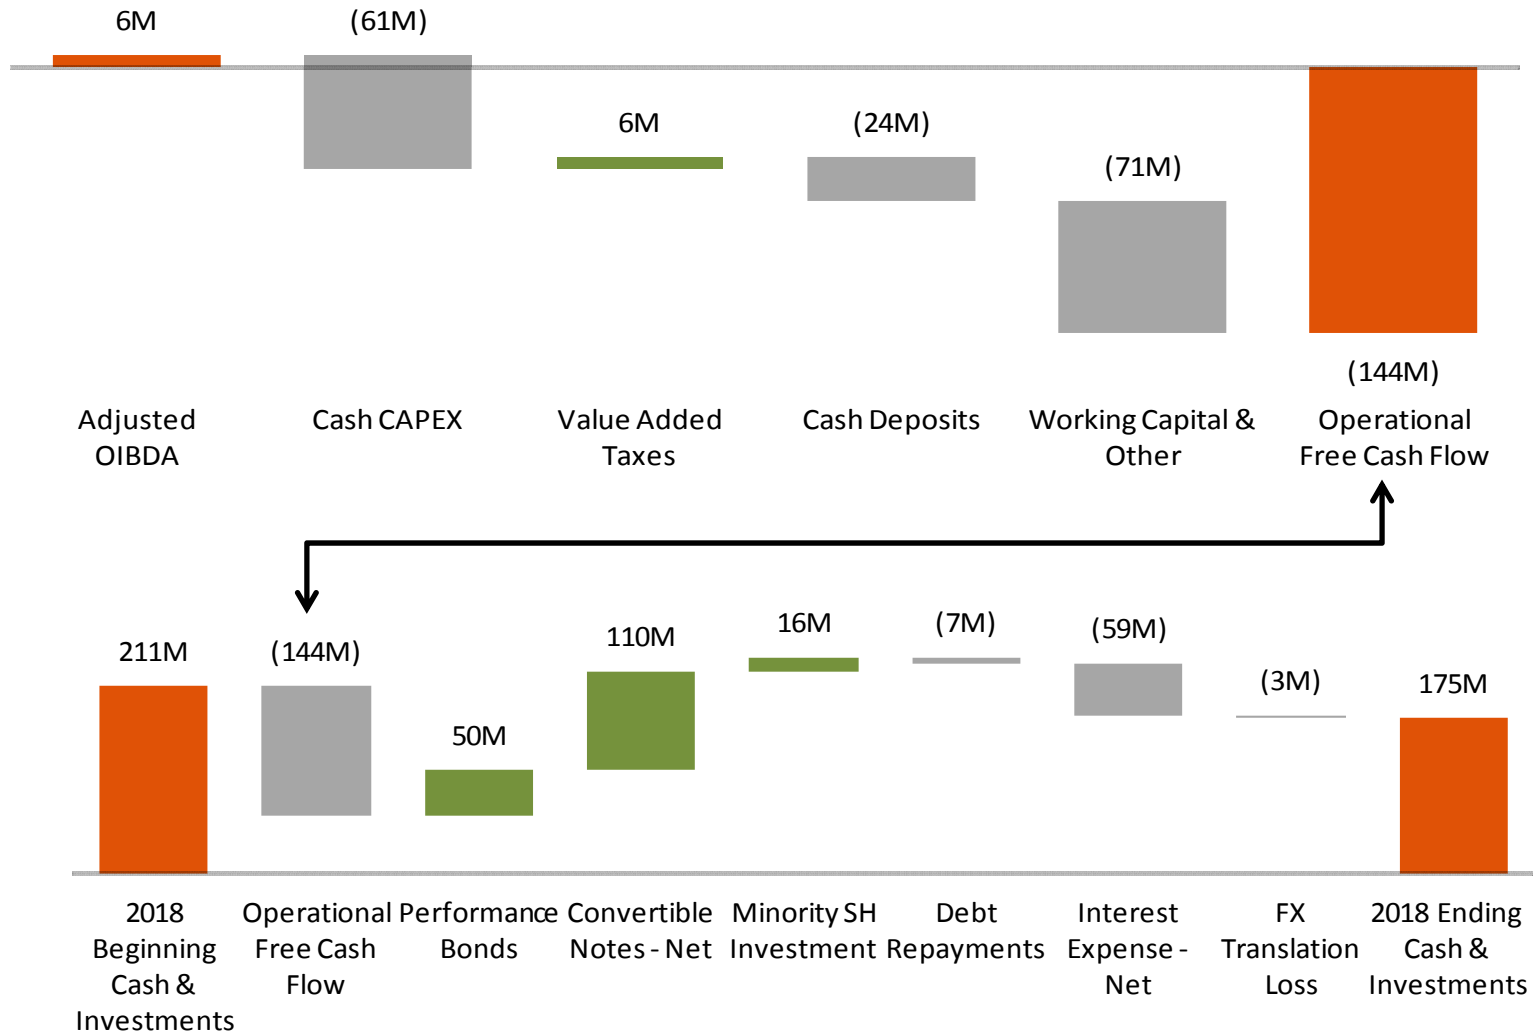 6M
(61M)
6M
(24M)
(71M)
(144M)
Adjusted
OIBDA
Cash CAPEX
Value Added
Taxes
Cash Deposits
Working Capital &
Other
Operational
Free Cash Flow
211M
(144M)
50M
110M
16M
(7M)
(59M)
(3M)
175M
2018
Beginning
Cash &
Investments
Operational
Free Cash
Flow
Performance
Bonds
Convertible
Notes - Net
Minority SH
Investment
Debt
Repayments
Interest
Expense -
Net
FX
Translation
Loss
2018 Ending
Cash &
Investments